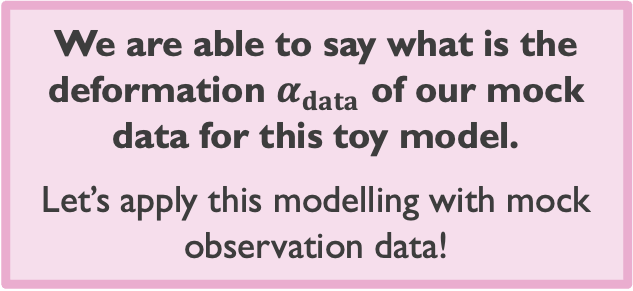 We are able to say what is the
deformation α_data of our mock
data for this toy model.
Let’s apply this modelling with mock
observation data!